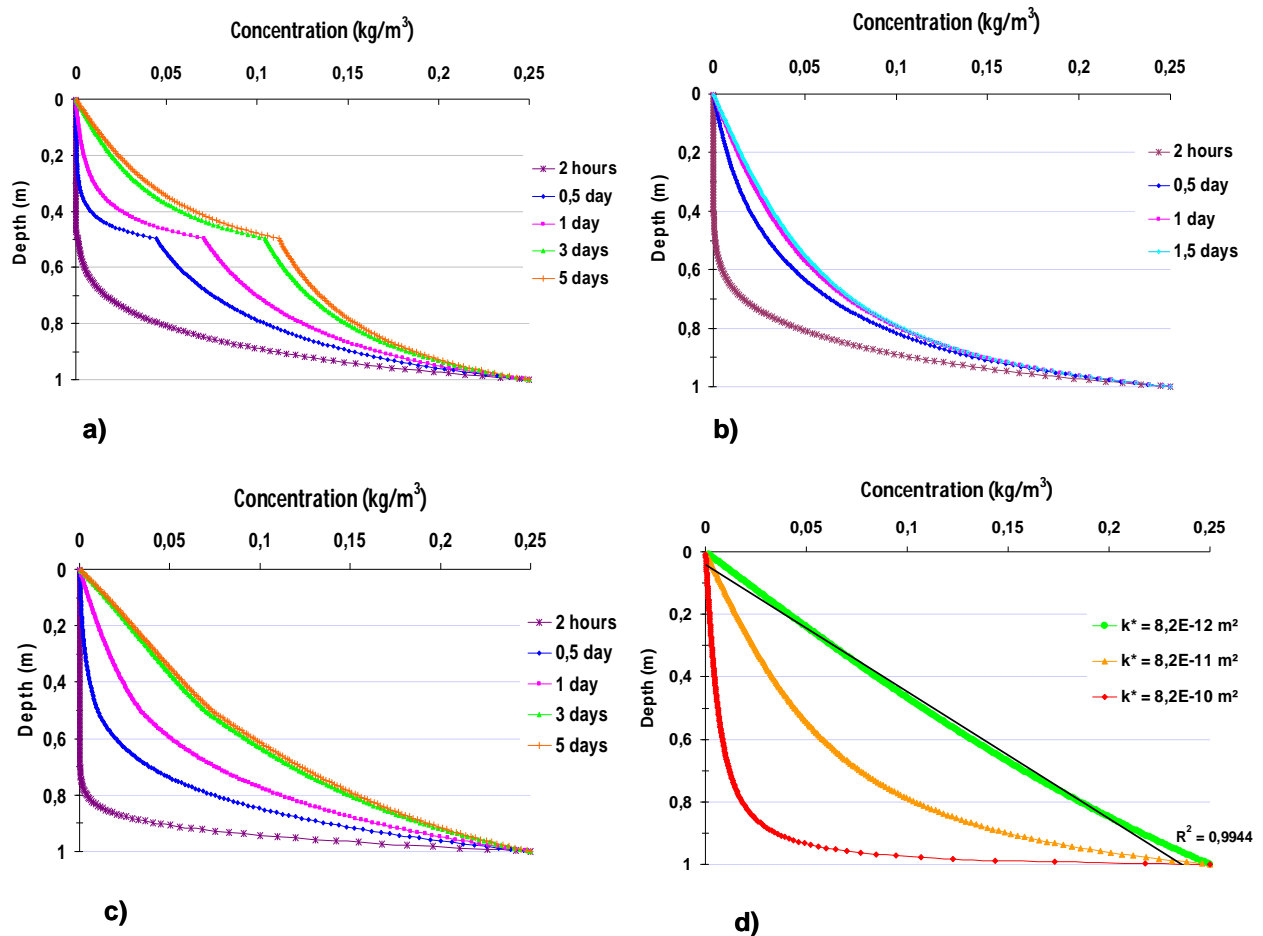 Concentration (kg/m³)
0 0,05 0,1 0,15 0,2 0,25
Depth (m)
0
0,2
0,4
0,6
0,8
1
2 hours
0,5 day
1 day
3 days
5 days
a)
Concentration (kg/m³)
0 0,05 0,1 0,15 0,2 0,25
Depth (m)
0
0,2
0,4
0,6
0,8
1
2 hours
0,5 day
1 day
1,5 days
b)
Concentration (kg/m³)
0 0,05 0,1 0,15 0,2 0,25
Depth (m)
0
0,2
0,4
0,6
0,8
1
2 hours
0,5 day
1 day
3 days
5 days
c)
Concentration (kg/m³)
0 0,05 0,1 0,15 0,2 0,25
Depth (m)
0
0,2
0,4
0,6
0,8
1
k* = 8,2E-12 m²
k* = 8,2E-11 m²
k* = 8,2E-10 m²
R² = 0,9944
d)